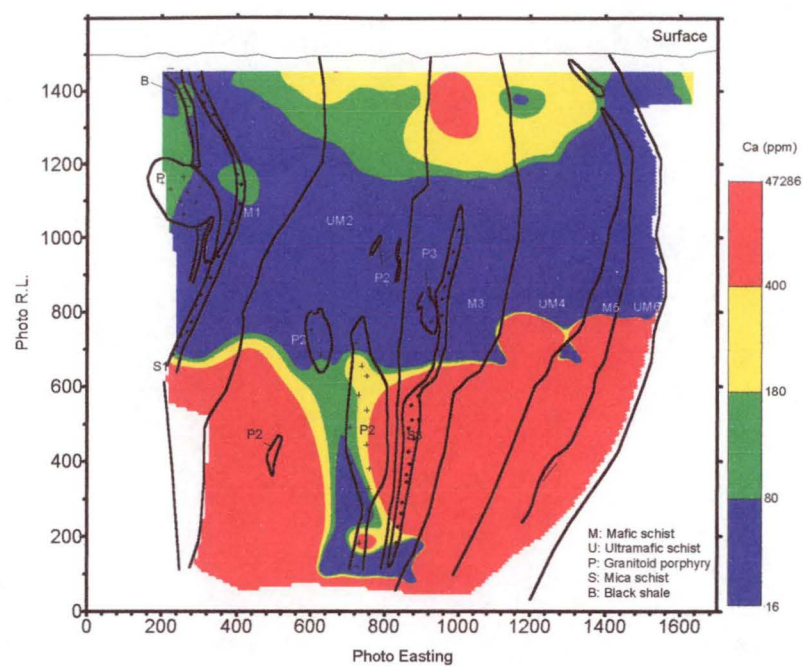 Surface
1400
B
1200
P
M1
1000
UM2
P3
P2
Photo R.L.
800
M3
UM4
M5
UM6
P2
S1
600
P2
S3
P2
400
200
0
M: Mafic schist
U: Ultramafic schist
P: Granitoid porphyry
S: Mica schist
B: Black shale
0 200 400 600 800 1000 1200 1400 1600
Photo Easting
Ca (ppm)
47286
400
180
80
16